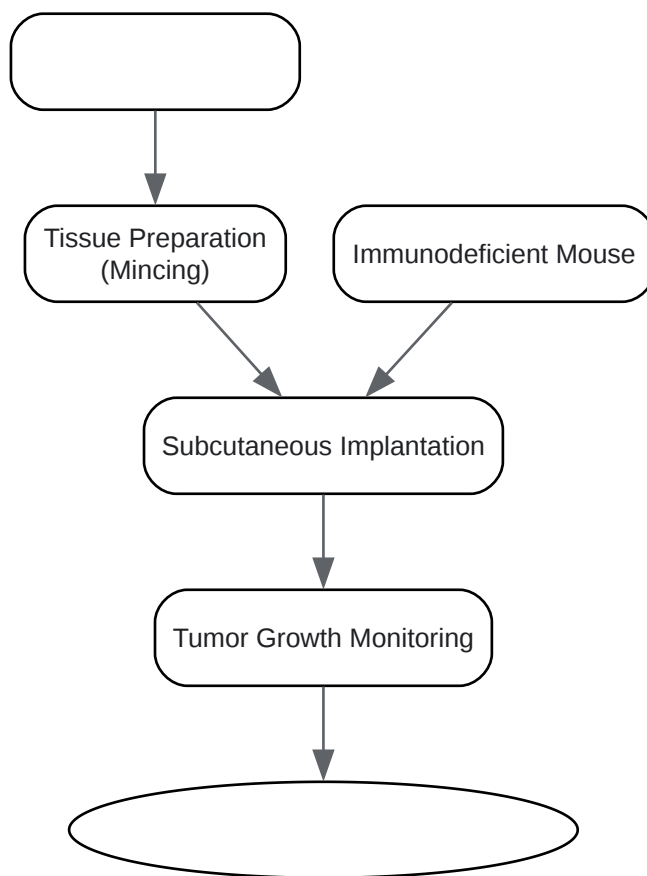 Tissue Preparation
(Mincing)
Immunodeficient Mouse
Subcutaneous Implantation
Tumor Growth Monitoring